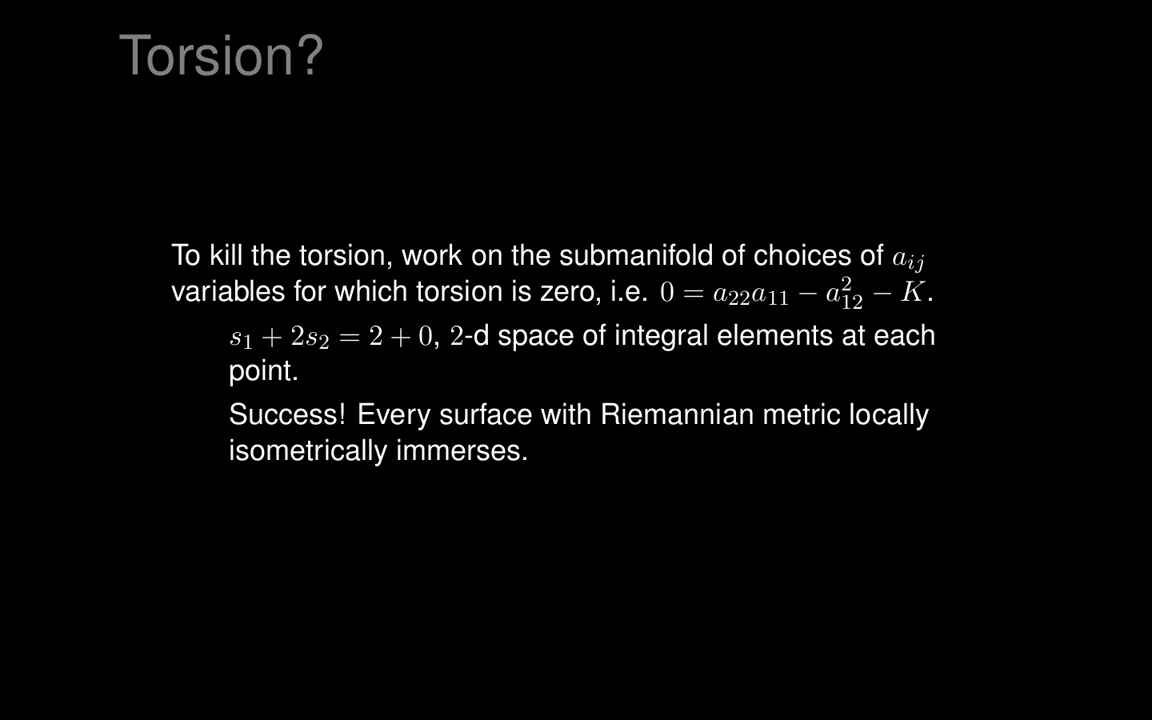 Torsion?
To kill the torsion, work on the submanifold of choices of $a_{ij}$
variables for which torsion is zero, i.e. $0 = a_{22}a_{11} - a_{12}^2 - K$.
$s_1 + 2s_2 = 2 + 0$, 2-d space of integral elements at each
point.
Success! Every surface with Riemannian metric locally
isometrically immerses.